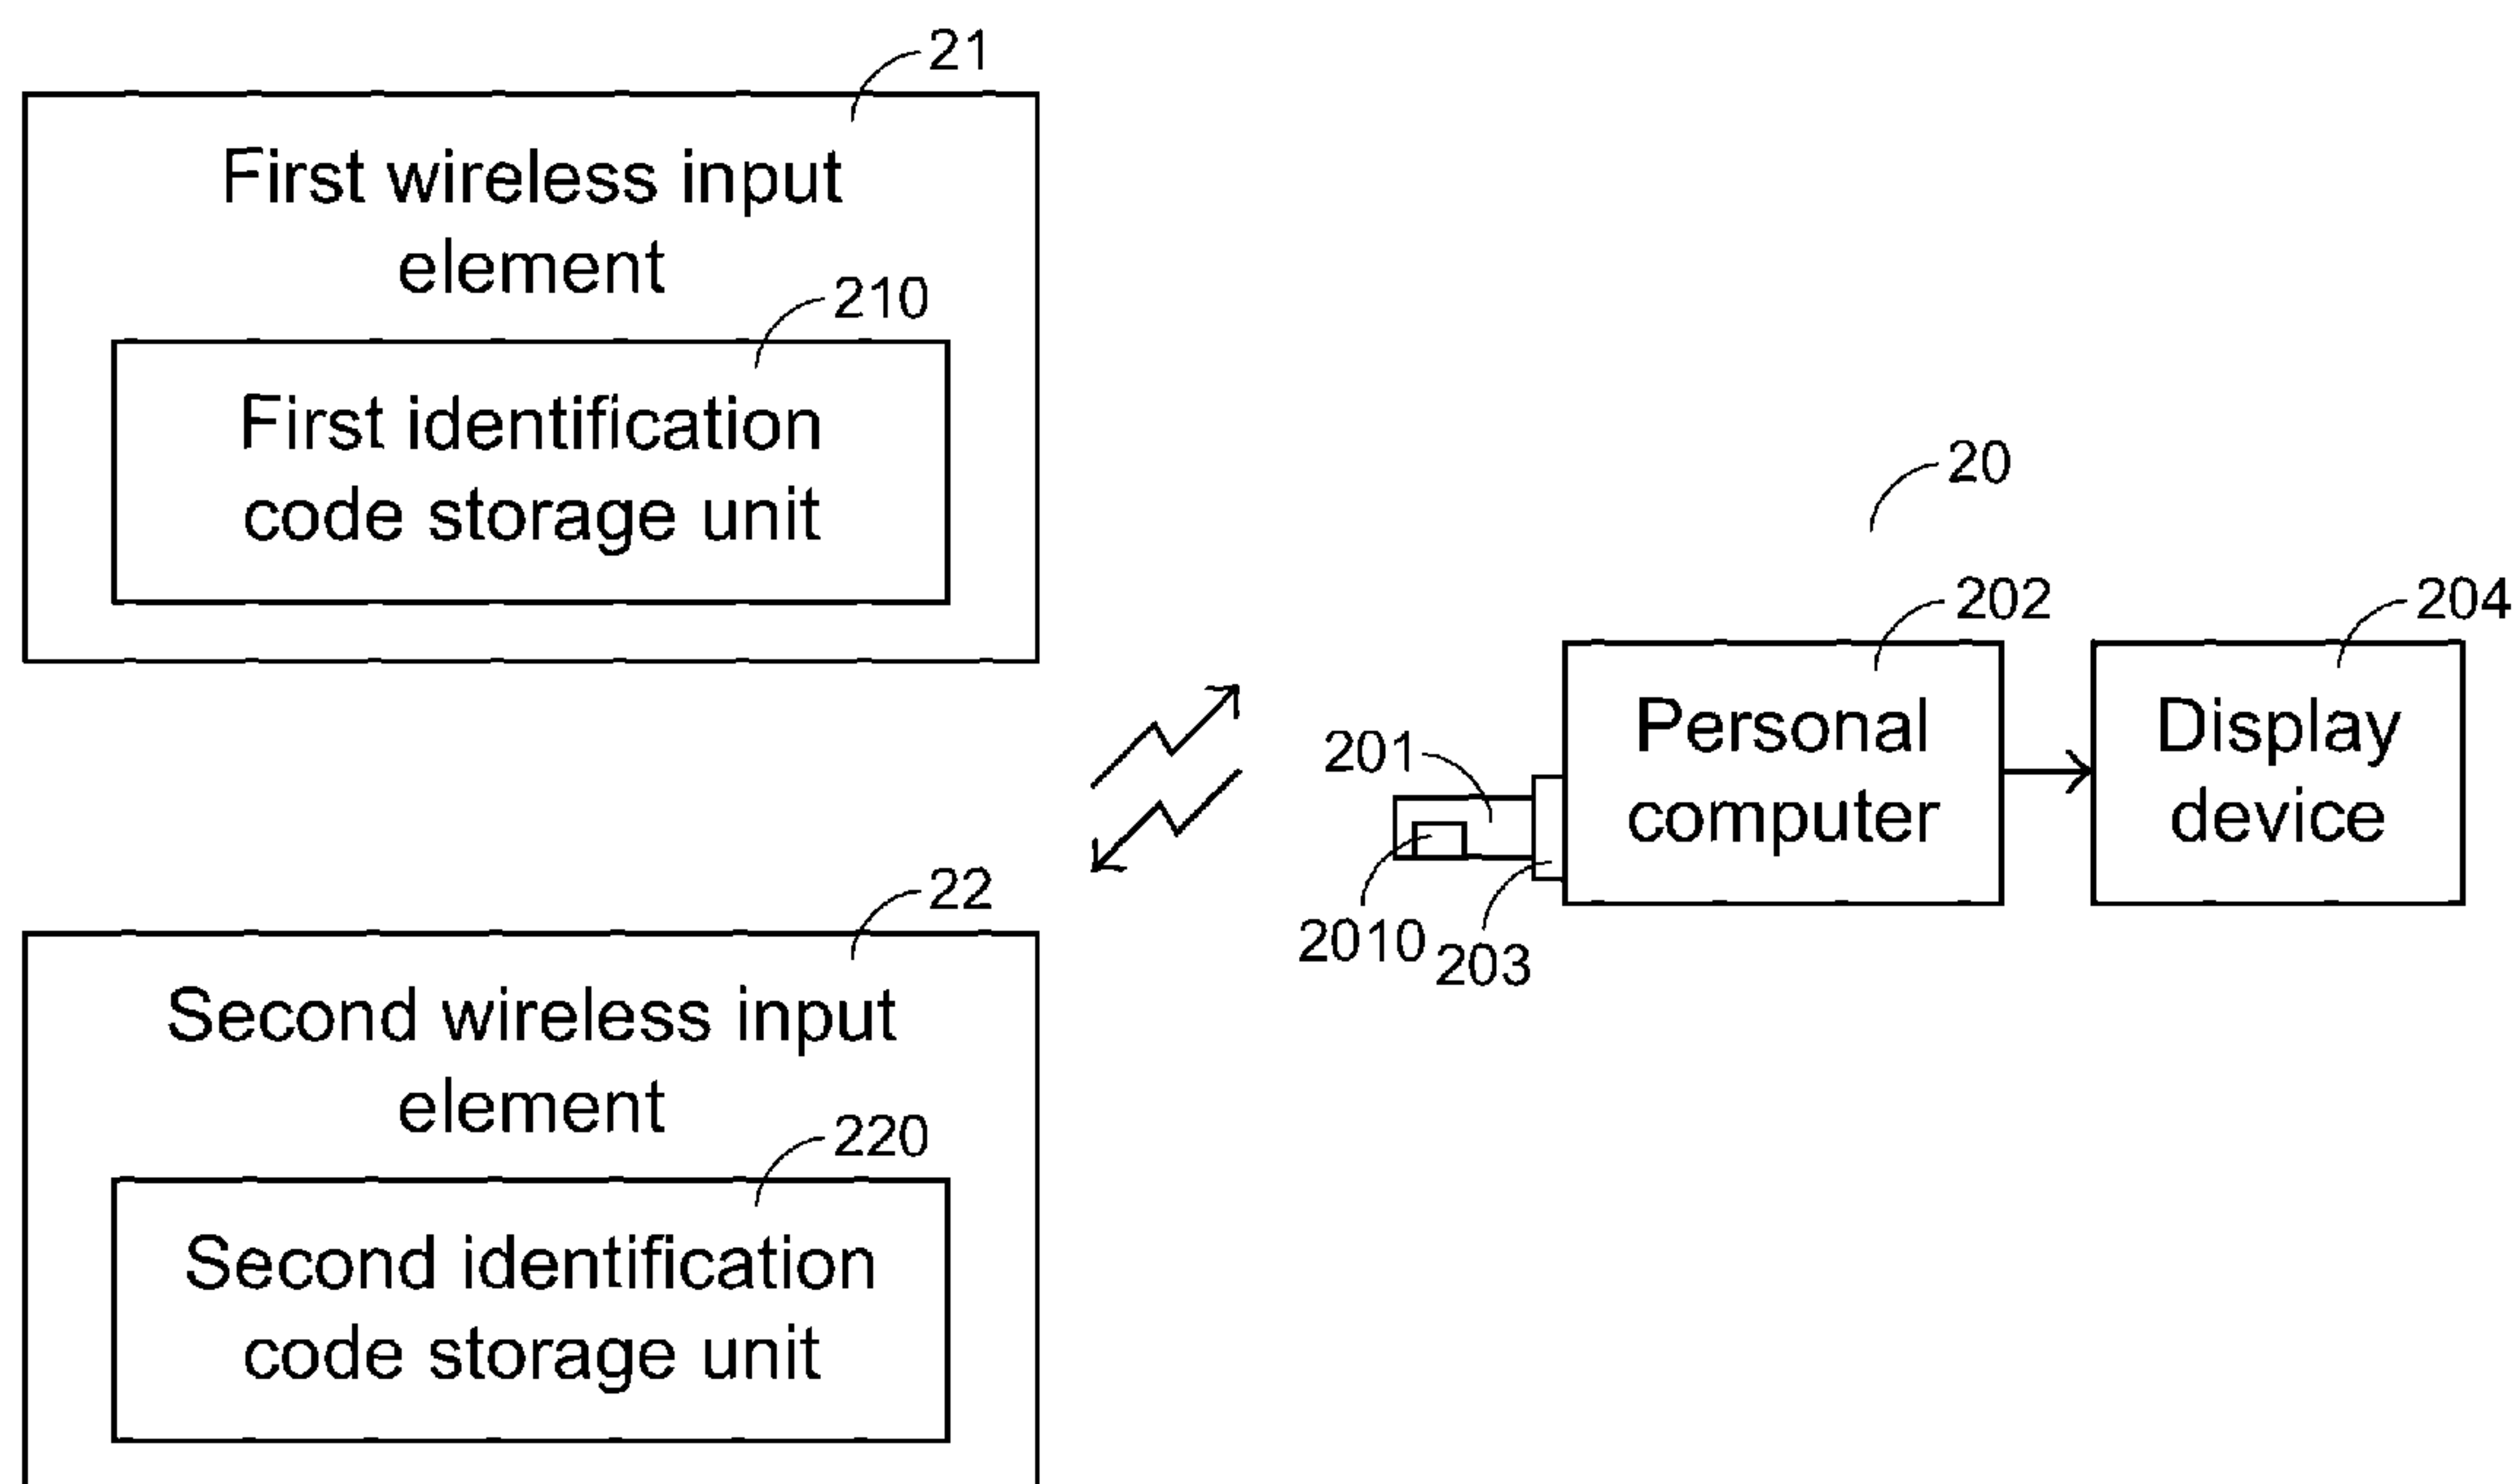 21
First wireless input
element
210
First identification
code storage unit
20
202
204
Personal
computer
Display
device
201
2010
203
22
Second wireless input
element
220
Second identification
code storage unit